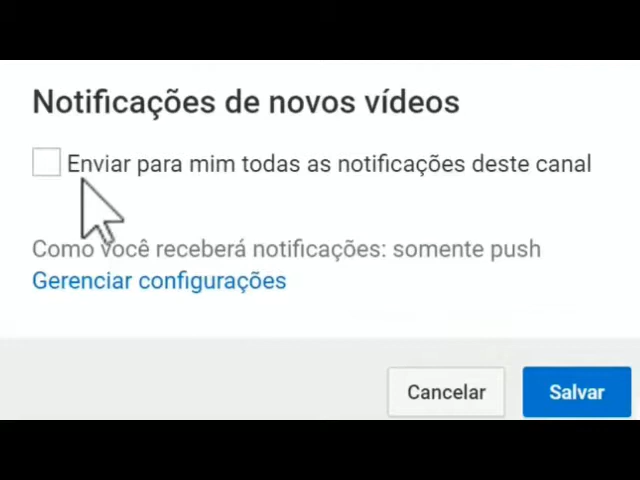 Notificações de novos vídeos
Enviar para mim todas as notificações deste canal
Como você receberá notificações: somente push
Gerenciar configurações
Cancelar
Salvar